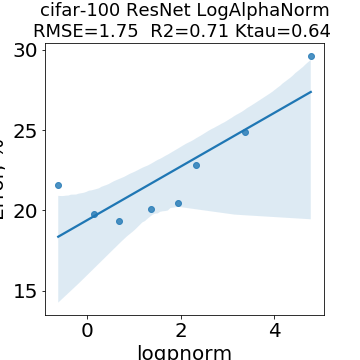 cifar-100 ResNet LogAlphaNorm
RMSE=1.75 R2=0.71 Ktau=0.64
30
25
20
15
0 2 4
logpnorm